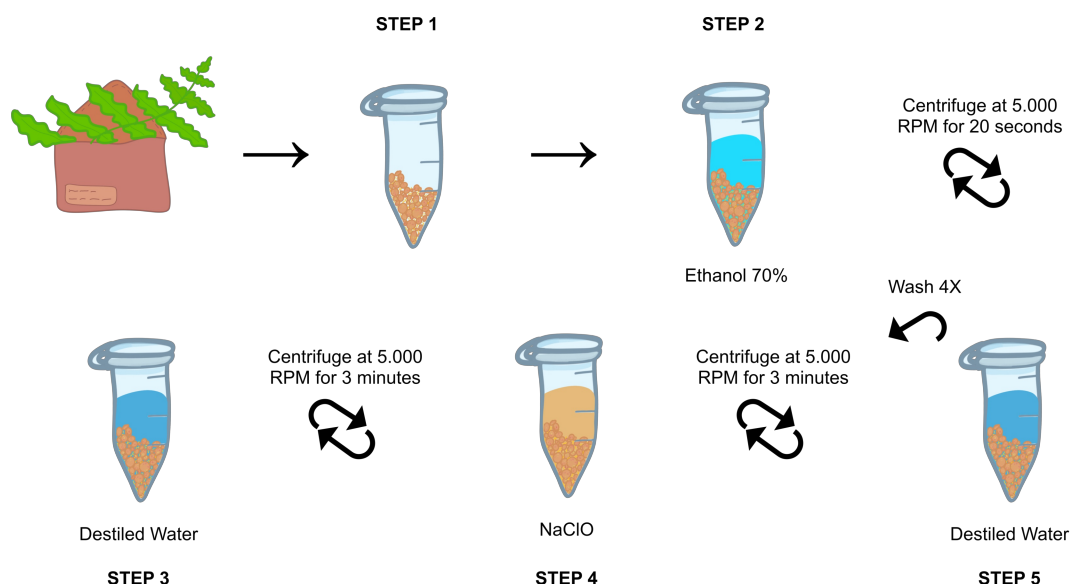 STEP 1
STEP 2
Centrifuge at 5.000
RPM for 20 seconds
Ethanol 70%
Wash 4X
Centrifuge at 5.000
RPM for 3 minutes
Centrifuge at 5.000
RPM for 3 minutes
Destiled Water
NaClO
Destiled Water
STEP 3
STEP 4
STEP 5